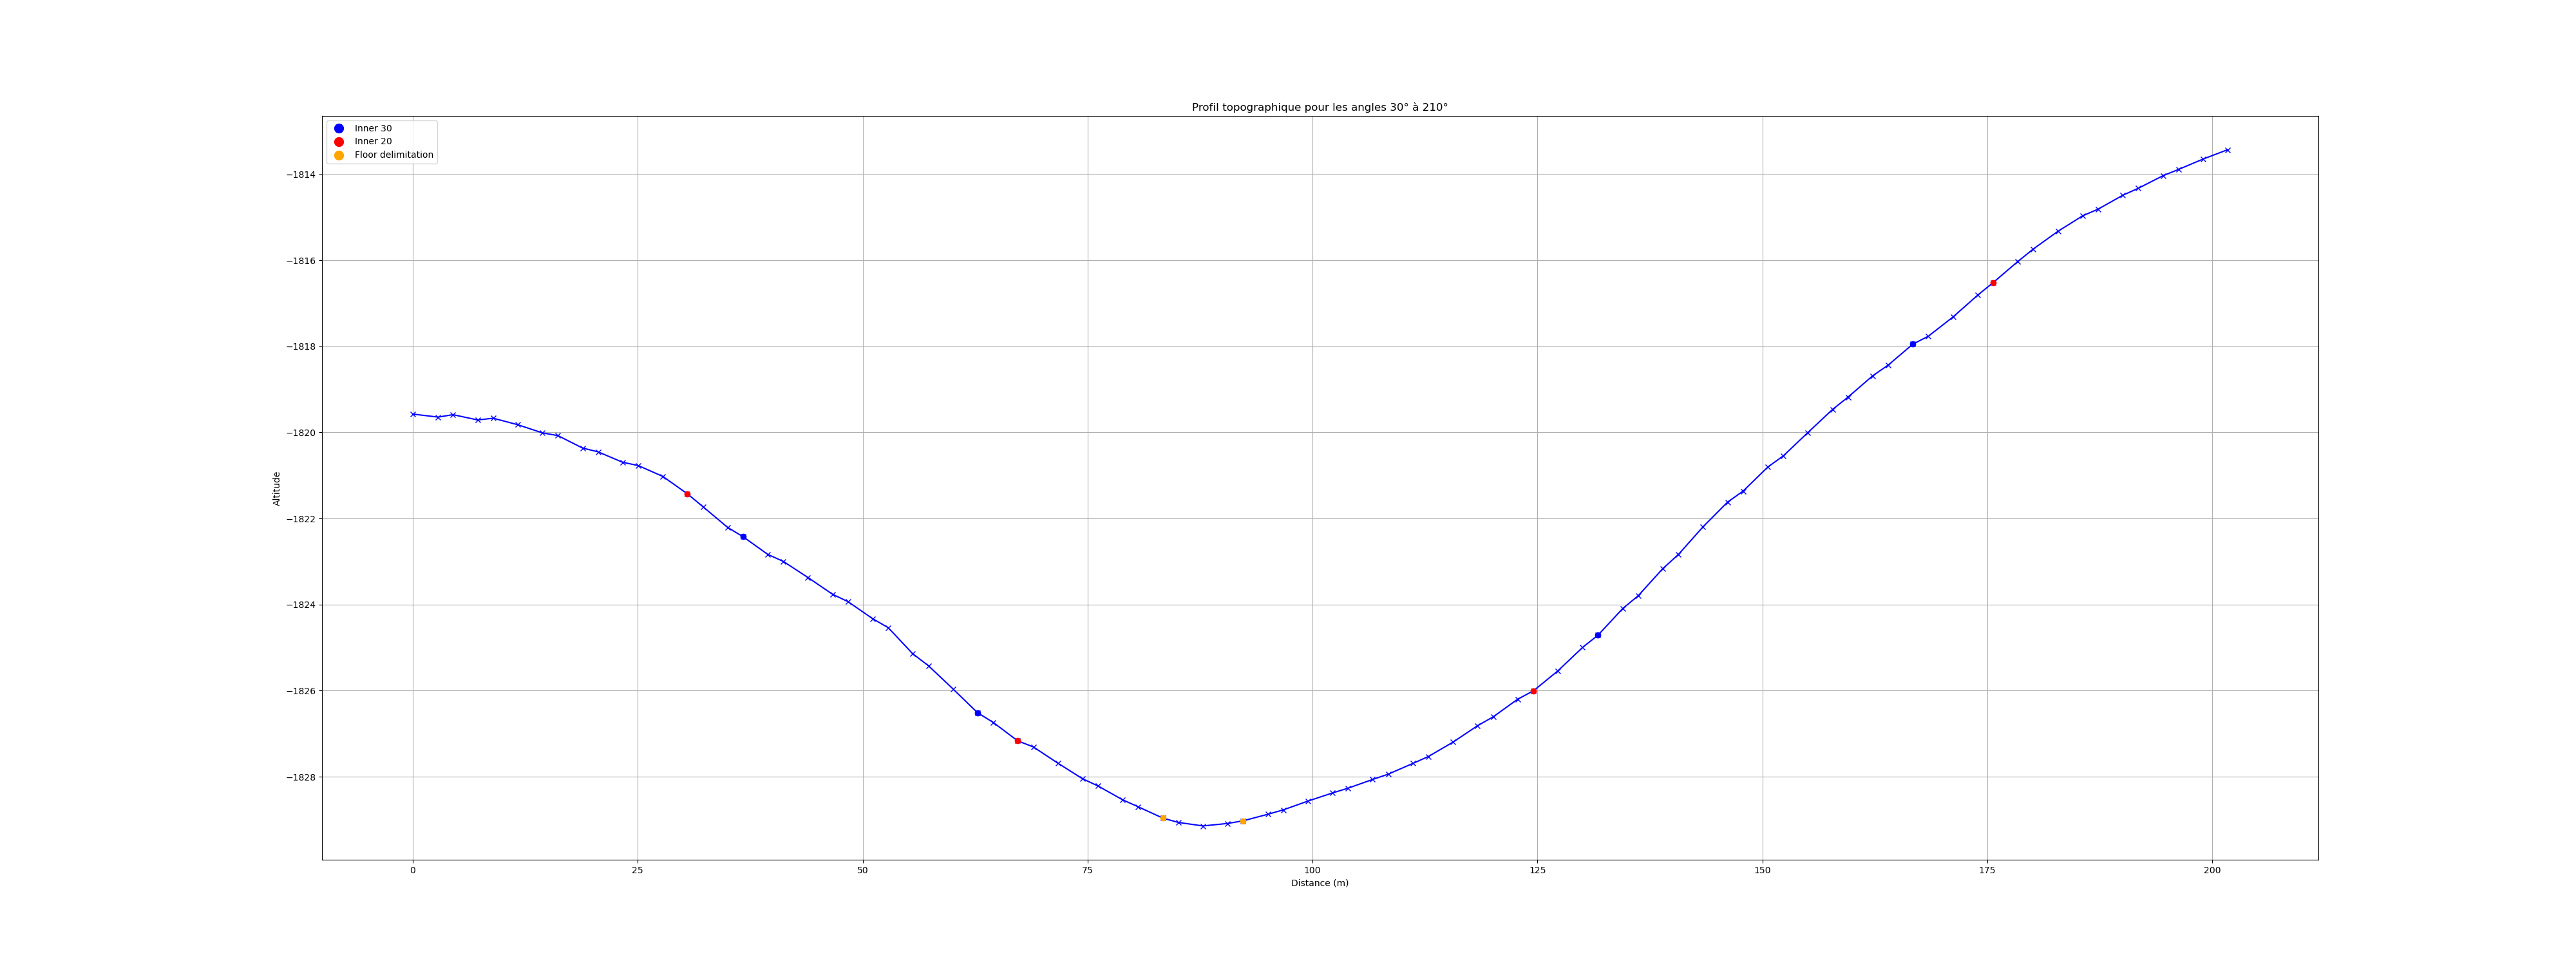 Profil topographique pour les angles 30° à 210°
Inner 30
Inner 20
Floor delimitation
−1814
−1816
−1818
−1820
−1822
−1824
−1826
−1828
Altitude
0
25
50
75
100
125
150
175
200
Distance (m)